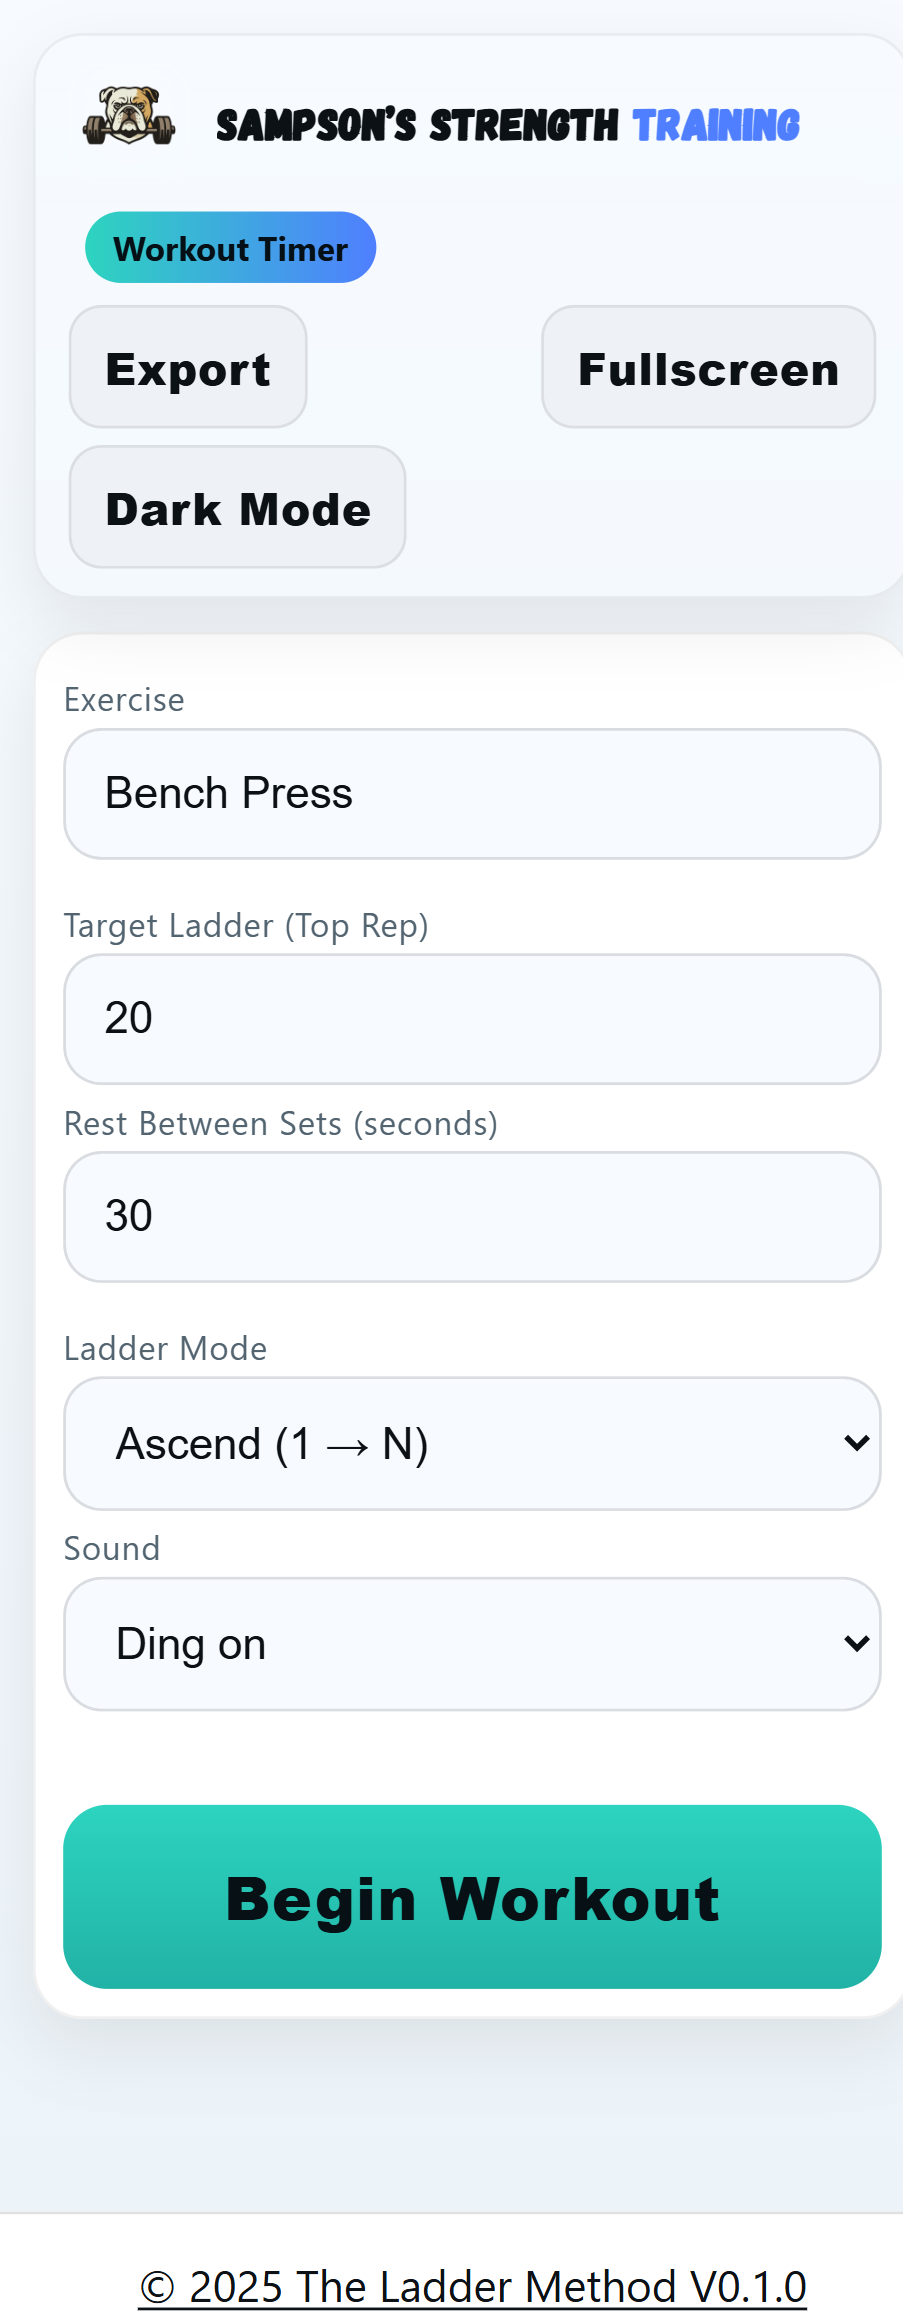 SAMPSON'S STRENGTH TRAINING
Workout Timer
Export
Fullscreen
Dark Mode
Exercise
Bench Press
Target Ladder (Top Rep)
20
Rest Between Sets (seconds)
30
Ladder Mode
Ascend (1 → N)
Sound
Ding on
Begin Workout
© 2025 The Ladder Method V0.1.0